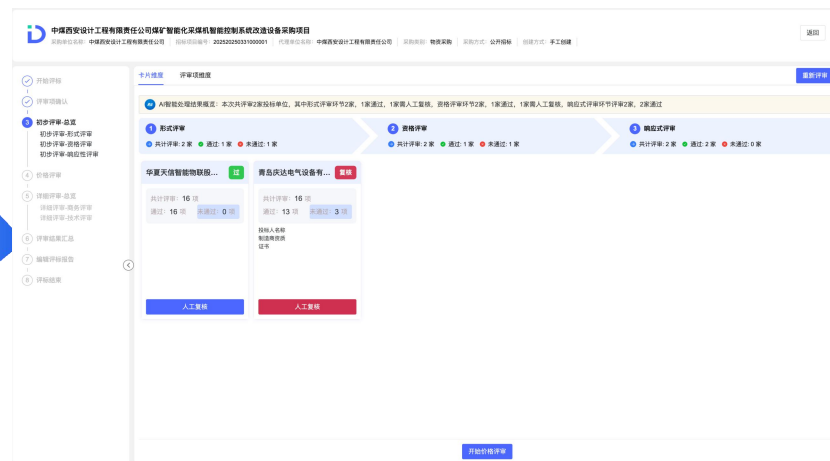 中煤西安设计工程有限责任公司煤矿智能化采煤机智能控制系统改造设备采购项目
采购单位名称: 中煤西安设计工程有限责任公司 招标项目编号: 202520250331000001 代理单位名称: 中煤西安设计工程有限责任公司 采购类别: 物资采购 采购方式: 公开招标 创建方式: 手工创建
返回
开始评标
评审项确认
3 初步评审-总览
初步评审-形式评审
初步评审-资格评审
初步评审-响应性评审
4 价格评审
5 详细评审-总览
详细评审-商务评审
详细评审-技术评审
6 评审结果汇总
7 编辑评标报告
8 评标结果
卡片维度 评审项维度
重新评审
AI智能处理结果概览: 本次共评审2家投标单位, 其中形式评审环节2家, 1家通过, 1家需人工复核, 资格评审环节2家, 1家通过, 1家需人工复核, 响应式评审环节评审2家, 2家通过
1 形式评审
共计评审: 2 家 通过: 1 家 未通过: 1 家
2 资格评审
共计评审: 2 家 通过: 1 家 未通过: 1 家
3 响应式评审
共计评审: 2 家 通过: 2 家 未通过: 0 家
华夏天信智能物联股... 过
共计评审: 16 项
通过: 16 项 未通过: 0 项
人工复核
青岛庆达电气设备有... 复核
共计评审: 16 项
通过: 13 项 未通过: 3 项
投标人名称
制造商资质
证书
人工复核
开始价格评审